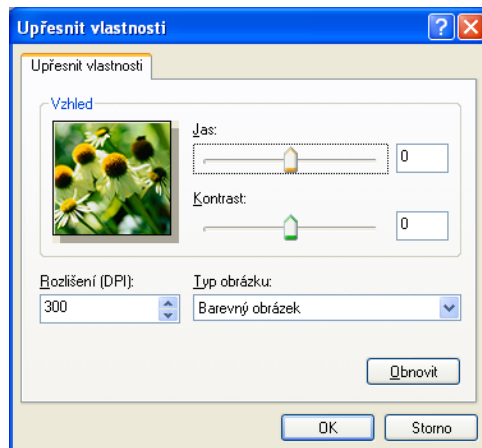 Upřesnit vlastnosti
Upřesnit vlastnosti
Vzhled
Jas:
0
Kontrast:
0
Rozlišení (DPI):
Typ obrázku:
300
Barevný obrázek
Obnovit
OK
Storno